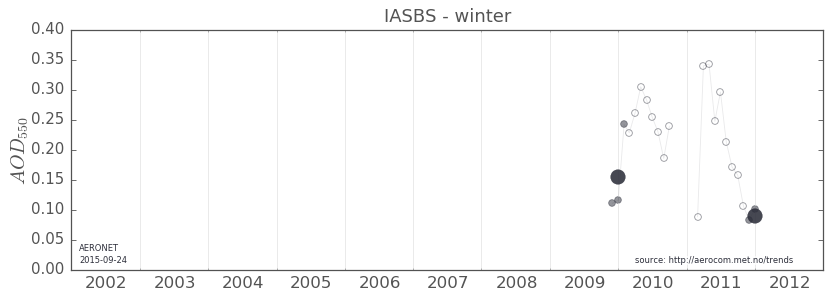 IASBS - winter
0.40
0.35
0.30
0.25
0.20
0.15
0.10
0.05
0.00
AOD550
AERONET
2015-09-24
source: http://aerocom.met.no/trends
2002 2003 2004 2005 2006 2007 2008 2009 2010 2011 2012